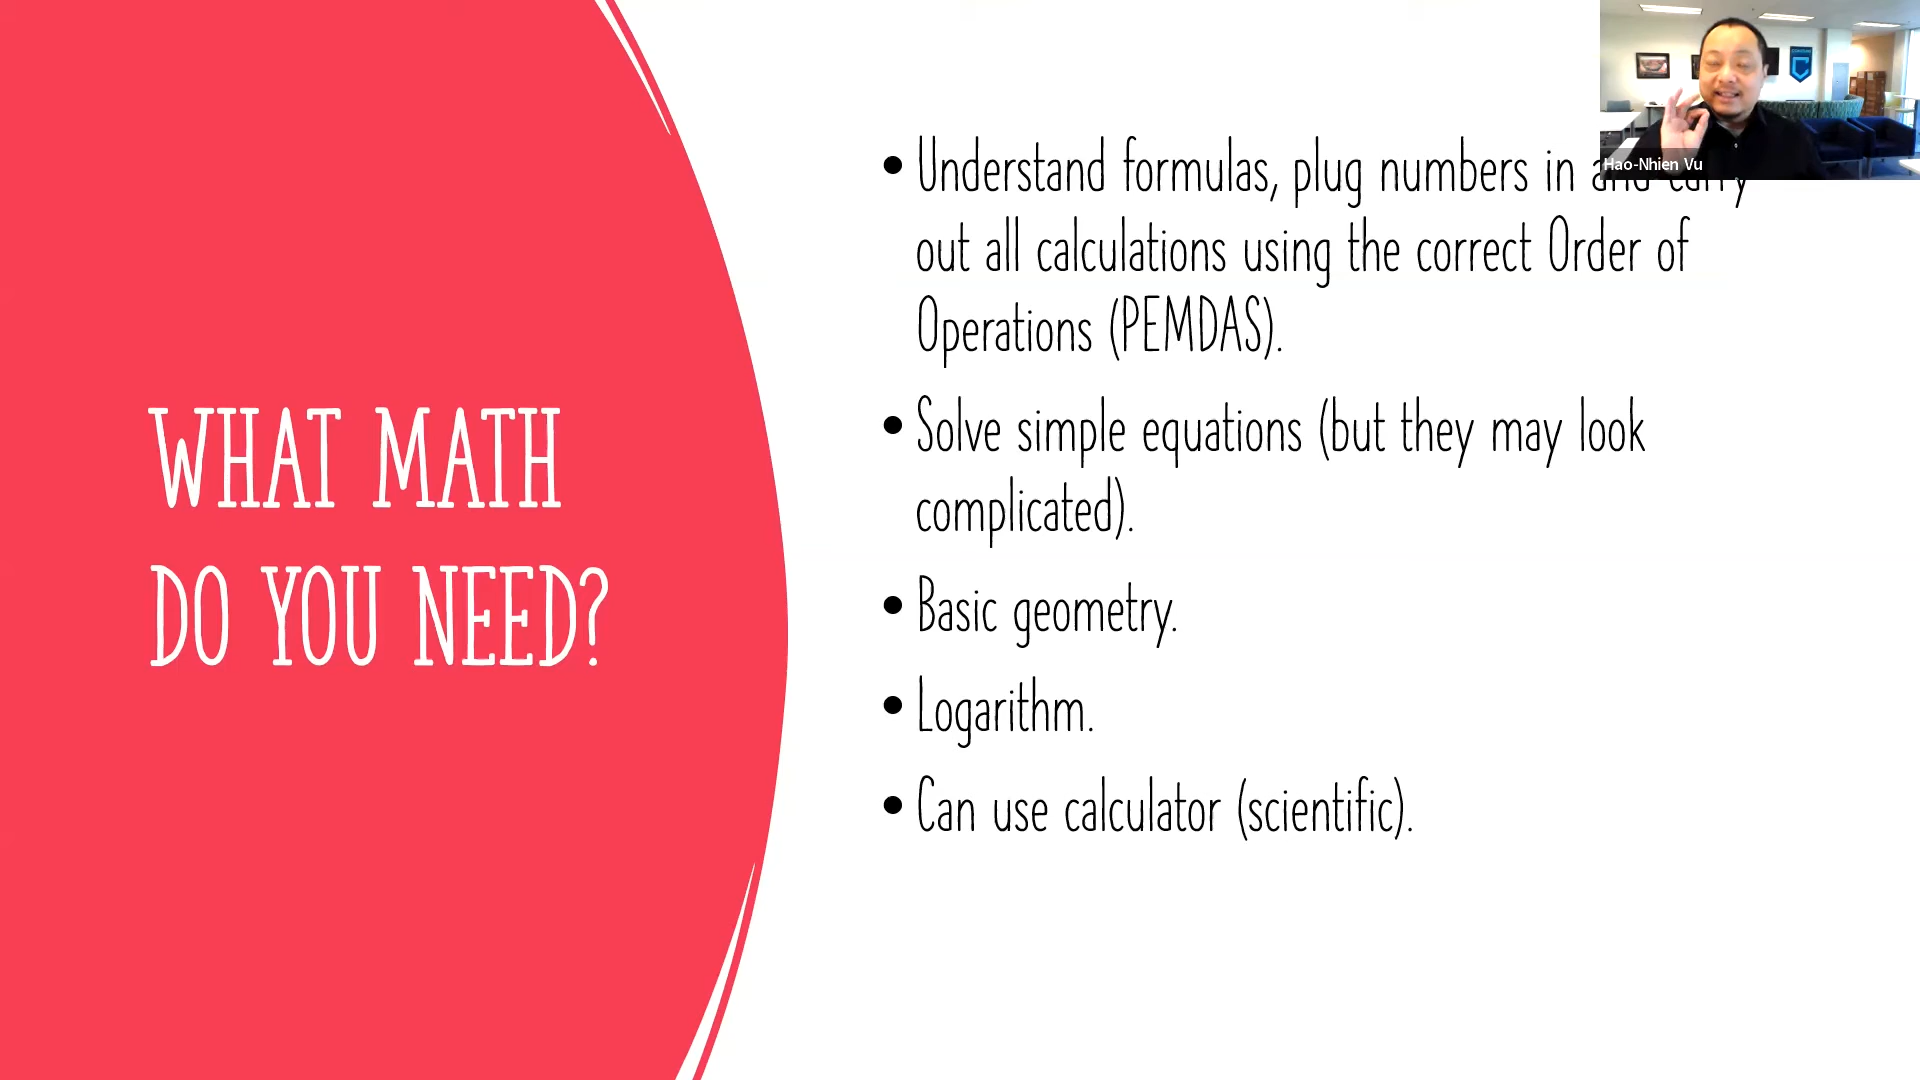 WHAT MATH
DO YOU NEED?
• Understand formulas, plug numbers in and carry
out all calculations using the correct Order of
Operations (PEMDAS).
• Solve simple equations (but they may look
complicated).
• Basic geometry.
• Logarithm.
• Can use calculator (scientific).
Hao-Nhien Vu